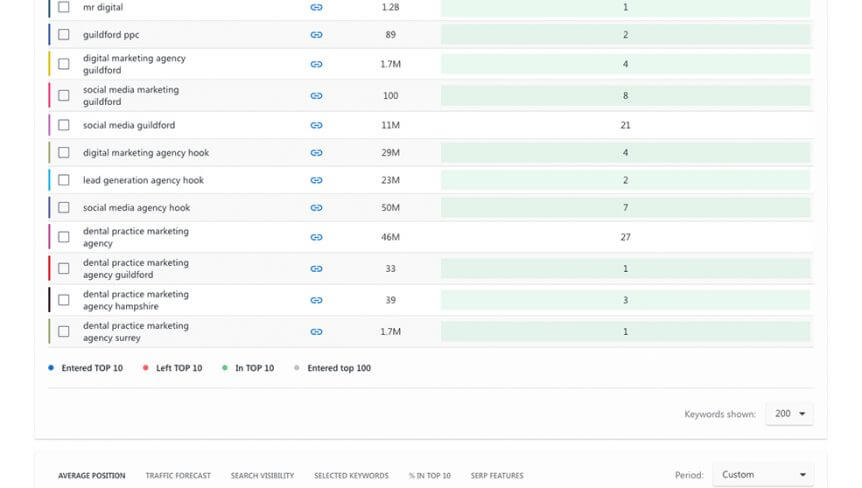 mr digital 1.2B 1
guildford ppc 89 2
digital marketing agency
guildford 1.7M 4
social media marketing
guildford 100 8
social media guildford 11M 21
digital marketing agency hook 29M 4
lead generation agency hook 23M 2
social media agency hook 50M 7
dental practice marketing
agency 46M 27
dental practice marketing
agency guildford 33 1
dental practice marketing
agency hampshire 39 3
dental practice marketing
agency surrey 1.7M 1
Entered TOP 10 Left TOP 10 In TOP 10 Entered top 100
Keywords shown: 200
AVERAGE POSITION TRAFFIC FORECAST SEARCH VISIBILITY SELECTED KEYWORDS % IN TOP 10 SERP FEATURES Period: Custom